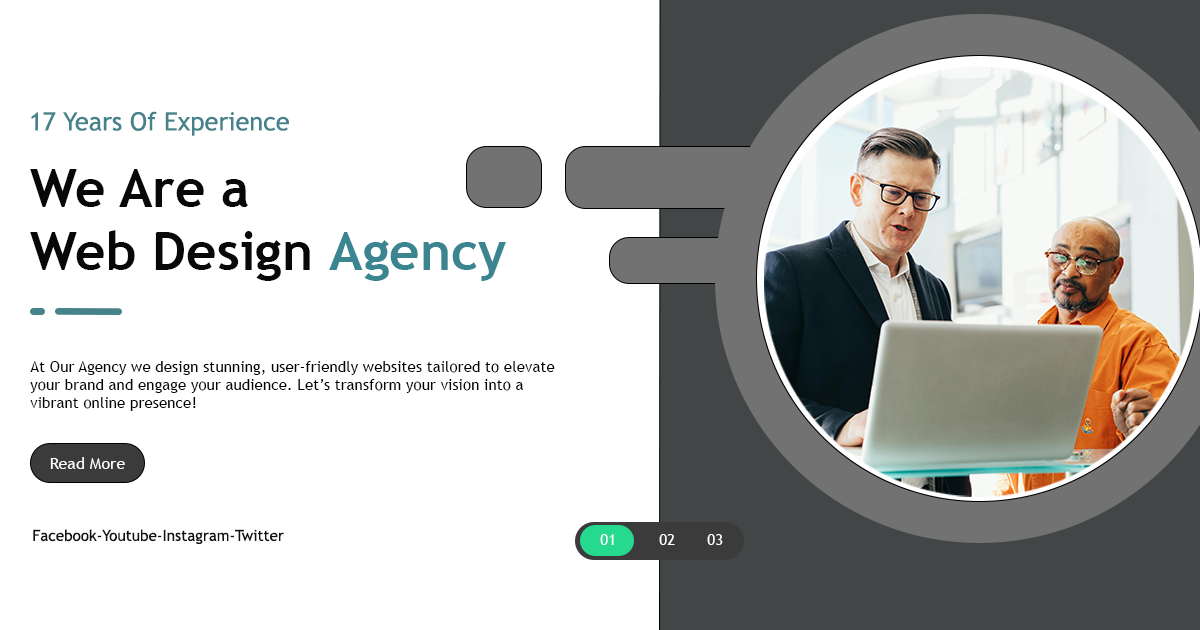 17 Years Of Experience
We Are a
Web Design Agency
At Our Agency we design stunning, user-friendly websites tailored to elevate
your brand and engage your audience. Let’s transform your vision into a
vibrant online presence!
Read More
Facebook-Youtube-Instagram-Twitter
01 02 03